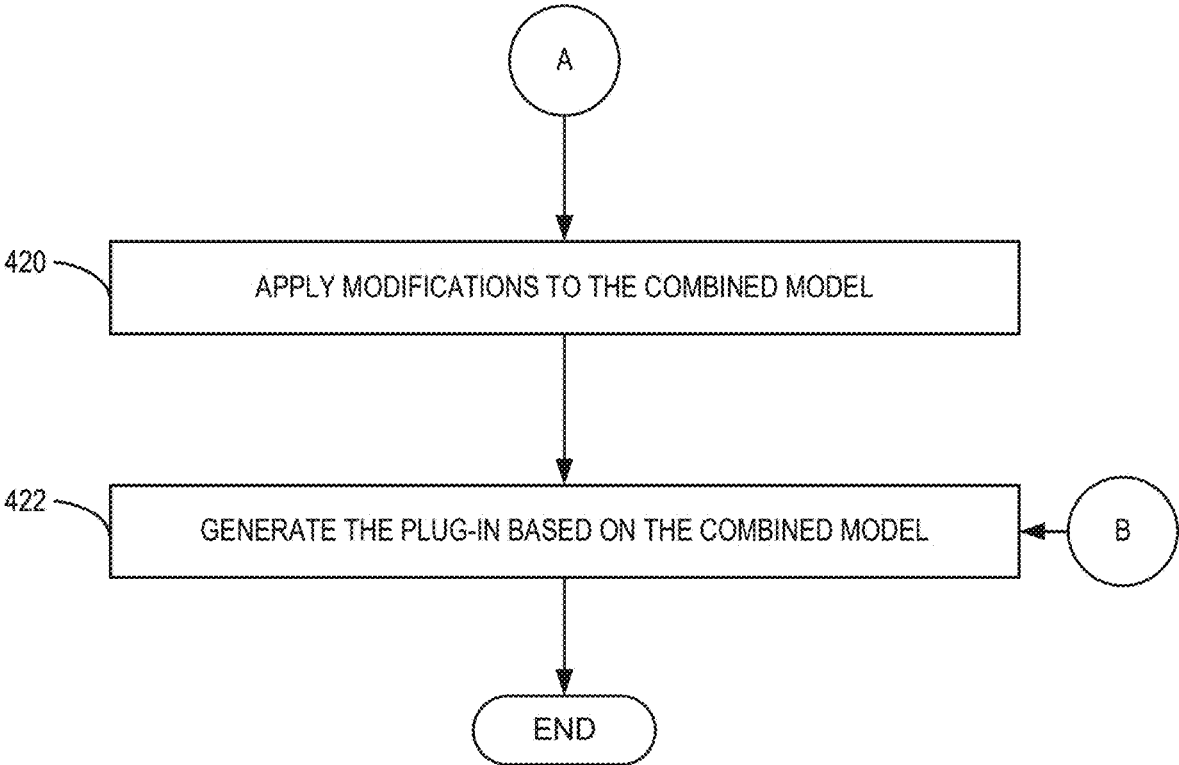 A
420
APPLY MODIFICATIONS TO THE COMBINED MODEL
422
GENERATE THE PLUG-IN BASED ON THE COMBINED MODEL
B
END